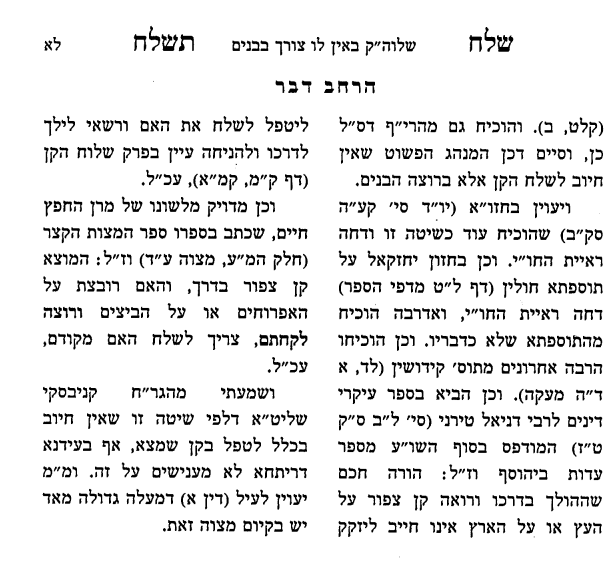 שלח שלוה״ק באין לו צורך בבנים תשלח לא
הרחב דבר
(קלט, ב). והוכיח גם מהרי״ף דס״ל
כן, וסיים דכן המנהג הפשוט שאין
חיוב לשלח הקן אלא ברוצה הבנים.
ויעוין בחזו״א (יו״ד סי׳ קע״ה
סק״ב) שהוכיח עוד כשיטה זו ודחה
ראיית החו״י. וכן בחזון יחזקאל על
תוספתא חולין (דף ל״ט מדפי הספר)
דחה ראיית החו״י, ואדרבה הוכיח
מהתוספתא שלא כדבריו. וכן הוכיחו
הרבה אחרונים מתוס׳ קידושין (לד, א
ד״ה מעקה). וכן הביא בספר עיקרי
דינים לרבי דניאל טירני (סי׳ ל״ב ס״ק
ט״ז) המודפס בסוף השו״ע מספר
עדות ביהוסף וז״ל: הורה חכם
שההולך בדרכו ורואה קן צפור על
העץ או על הארץ אינו חייב ליזקק
ליטפל לשלח את האם ורשאי לילך
לדרכו ולהניחה עיין בפרק שלוח הקן
(דף ק״מ, קמ״א), עכ״ל.
וכן מדויק מלשונו של מרן החפץ
חיים, שכתב בספרו ספר המצות הקצר
(חלק המ״ע, מצוה ע״ד) וז״ל: המוצא
קן צפור בדרך, והאם רובצת על
האפרוחים או על הביצים ורוצה
לקחתם, צריך לשלח האם מקודם,
עכ״ל.
ושמעתי מהגר״ח קניבסקי
שליט״א דלפי שיטה זו שאין חיוב
בכלל לטפל בקן שמצא, אף בעידנא
דריתחא לא מענישים על זה. ומ״מ
יעוין לעיל (דין א) דמעלה גדולה מאד
יש בקיום מצוה זאת.